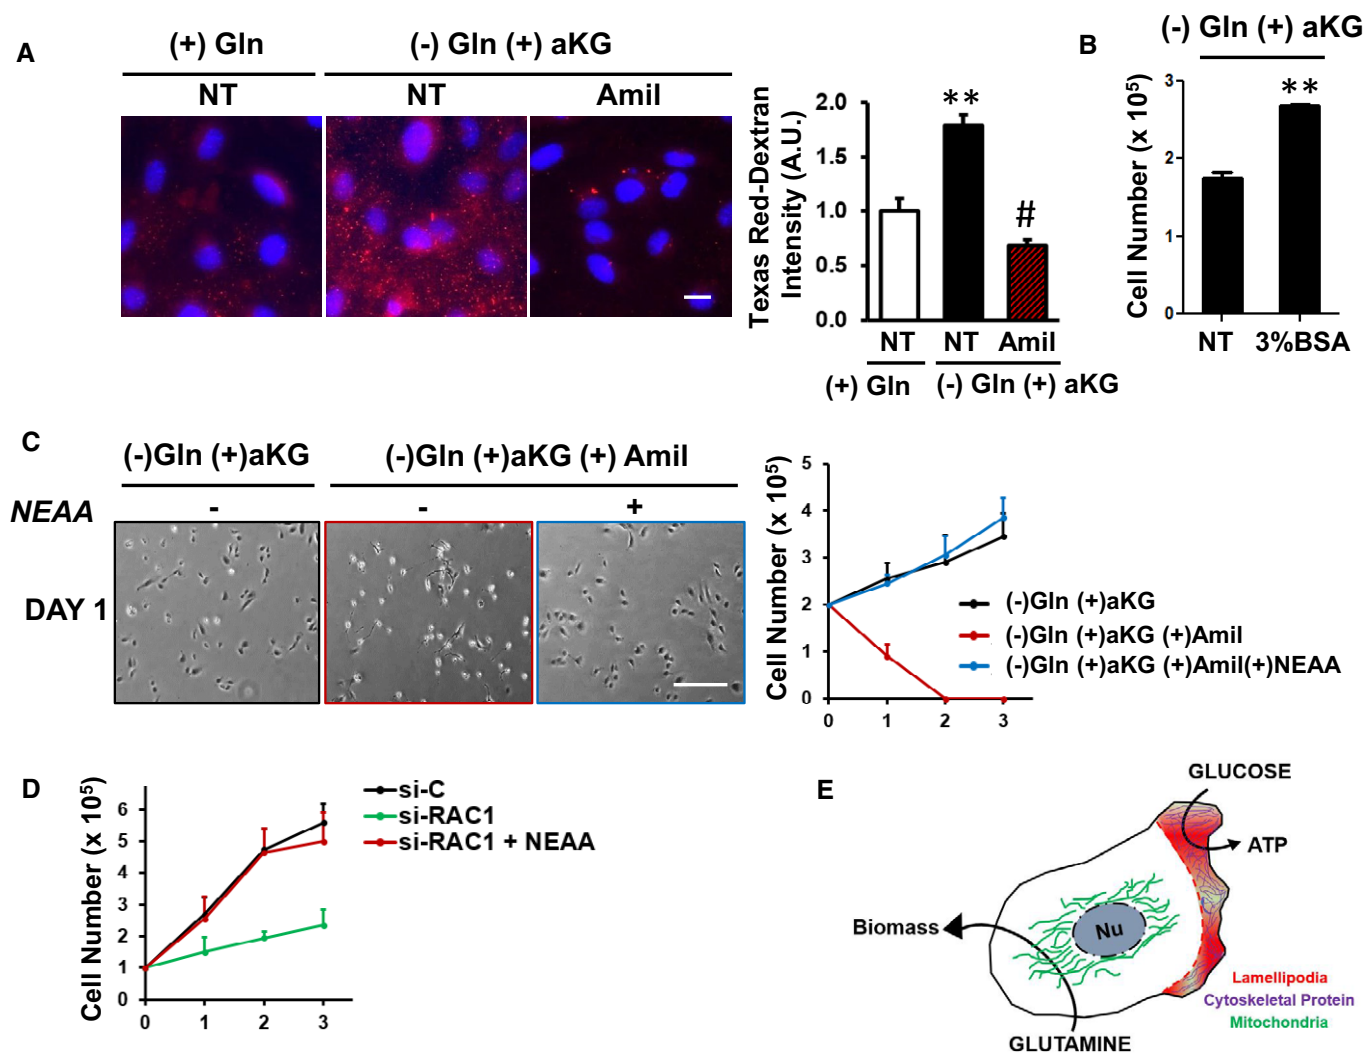 A
(+) Gln
(-) Gln (+) aKG
NT
NT
Amil
Texas Red-Dextran
Intensity (A.U.)
2.0
1.5
1.0
0.5
0.0
**
#
NT
NT
Amil
(+) Gln
(-) Gln (+) aKG
B
(-) Gln (+) aKG
Cell Number (x 10⁵)
3
2
1
0
**
NT
3%BSA
C
(-)Gln (+)aKG
(-)Gln (+)aKG (+) Amil
NEAA
-
-
+
DAY 1
Cell Number (x 10⁵)
5
4
3
2
1
0
0
1
2
3
(-)Gln (+)aKG
(-)Gln (+)aKG (+)Amil
(-)Gln (+)aKG (+)Amil(+)NEAA
D
Cell Number (x 10⁵)
6
5
4
3
2
1
0
0
1
2
3
si-C
si-RAC1
si-RAC1 + NEAA
E
GLUCOSE
ATP
Biomass
Nu
GLUTAMINE
Lamellipodia
Cytoskeletal Protein
Mitochondria